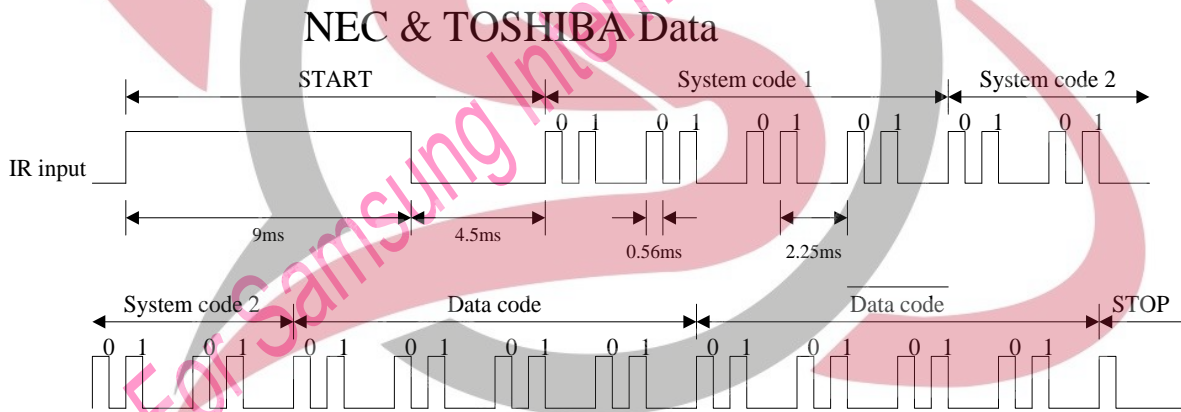 NEC & TOSHIBA Data
START System code 1 System code 2
0 1 0 1 0 1 0 1 0 1 0 1
IR input
9ms 4.5ms 0.56ms 2.25ms
System code 2 Data code Data code STOP
0 1 0 1 0 1 0 1 0 1 0 1 0 1 0 1 0 1 0 1
For Samsung Intern